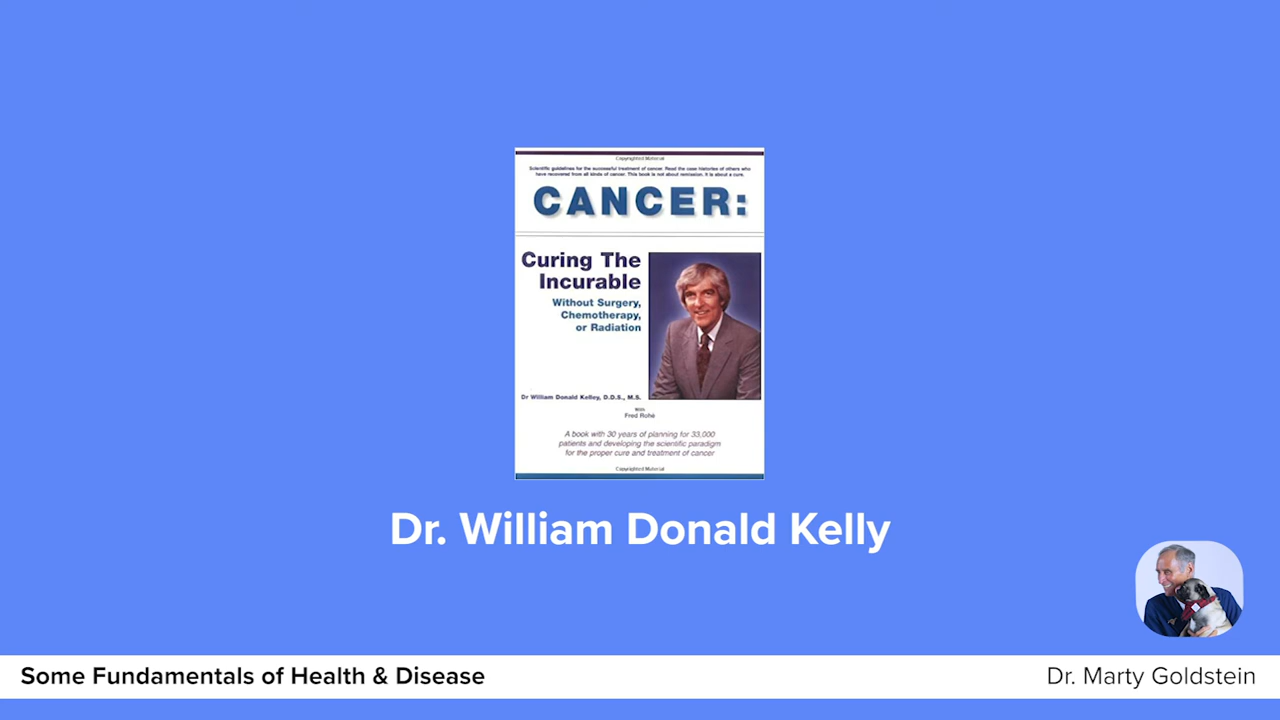 Copyrighted Material
Scientific guidelines for the successful treatment of cancer. Read the case histories of others who
have recovered from all kinds of cancer. This book is not about remission. It is about a cure.
CANCER:
Curing The
Incurable
Without Surgery,
Chemotherapy,
or Radiation
Dr William Donald Kelley, D.D.S., M.S.
With
Fred Rohé
A book with 30 years of planning for 33,000
patients and developing the scientific paradigm
for the proper cure and treatment of cancer
Copyrighted Material
Dr. William Donald Kelly
Some Fundamentals of Health & Disease
Dr. Marty Goldstein